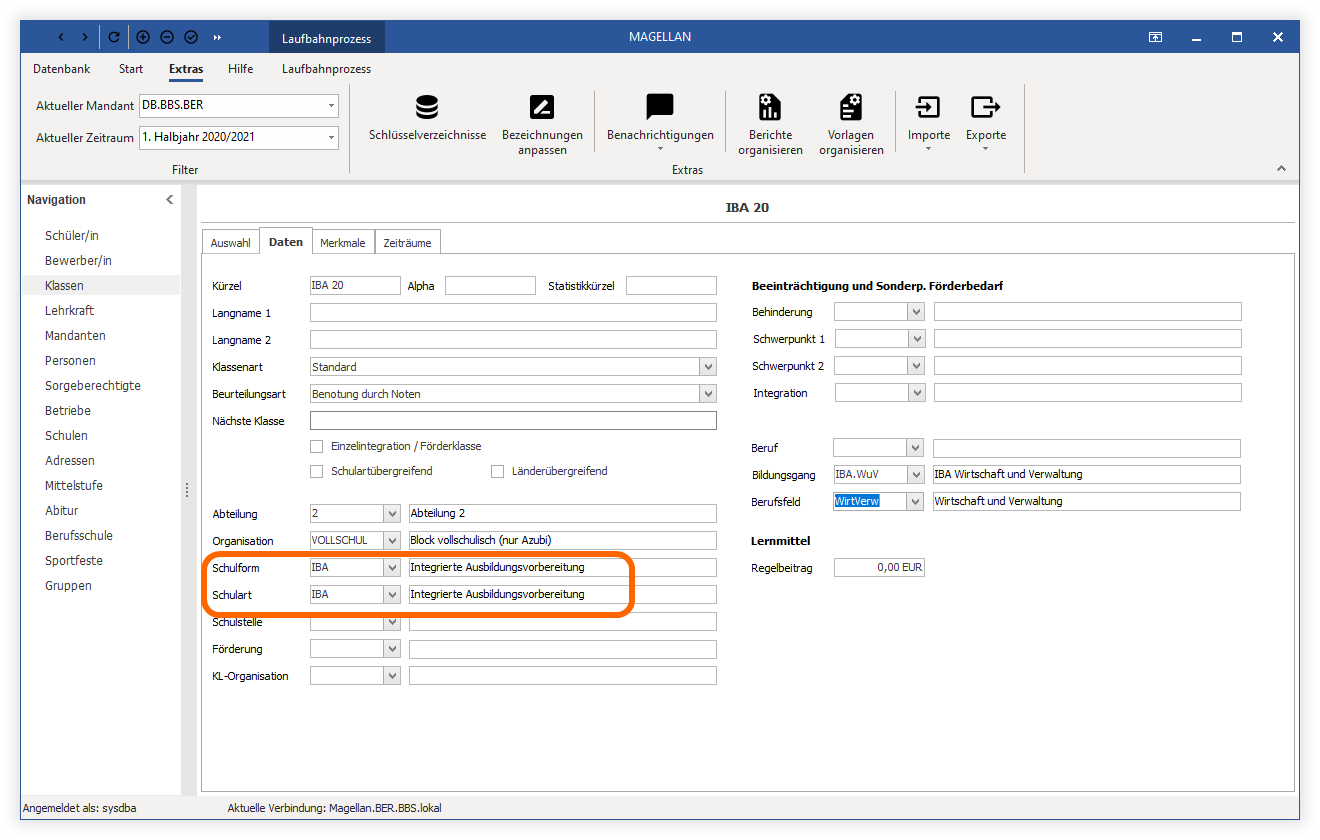 Laufbahnprozess
MAGELLAN
Datenbank Start Extras Hilfe Laufbahnprozess
Aktueller Mandant DB.BBS.BER
Aktueller Zeitraum 1. Halbjahr 2020/2021
Filter
Schlüsselverzeichnisse
Bezeichnungen
anpassen
Benachrichtigungen
Berichte
organisieren
Vorlagen
organisieren
Importe
Exporte
Extras
Navigation
Schüler/in
Bewerber/in
Klassen
Lehrkraft
Mandanten
Personen
Sorgeberechtigte
Betriebe
Schulen
Adressen
Mittelstufe
Abitur
Berufsschule
Sportfeste
Gruppen
IBA 20
Auswahl Daten Merkmale Zeiträume
Kürzel IBA 20 Alpha Statistikkürzel
Langname 1
Langname 2
Klassenart Standard
Beurteilungsart Benotung durch Noten
Nächste Klasse
Einzelintegration / Förderklasse
Schulartübergreifend Länderübergreifend
Abteilung 2 Abteilung 2
Organisation VOLLSCHUL Block vollschulisch (nur Azubi)
Schulform IBA Integrierte Ausbildungsvorbereitung
Schulart IBA Integrierte Ausbildungsvorbereitung
Schulstelle
Förderung
KL-Organisation
Beeinträchtigung und Sonderp. Förderbedarf
Behinderung
Schwerpunkt 1
Schwerpunkt 2
Integration
Beruf
Bildungsgang IBA.WuV IBA Wirtschaft und Verwaltung
Berufsfeld WirtVerw Wirtschaft und Verwaltung
Lernmittel
Regelbeitrag 0,00 EUR
Angemeldet als: sysdba Aktuelle Verbindung: Magellan.BER.BBS.lokal